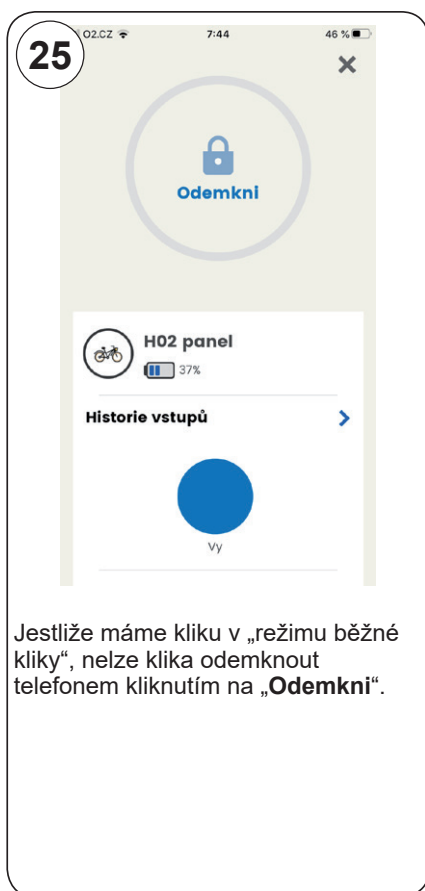 25
O2.CZ 7:44 46 %
Odemkni
H02 panel
37%
Historie vstupů
Vy
Jestliže máme kliku v „režimu běžné
kliky“, nelze klika odemknout
telefonem kliknutím na „Odemkni“.